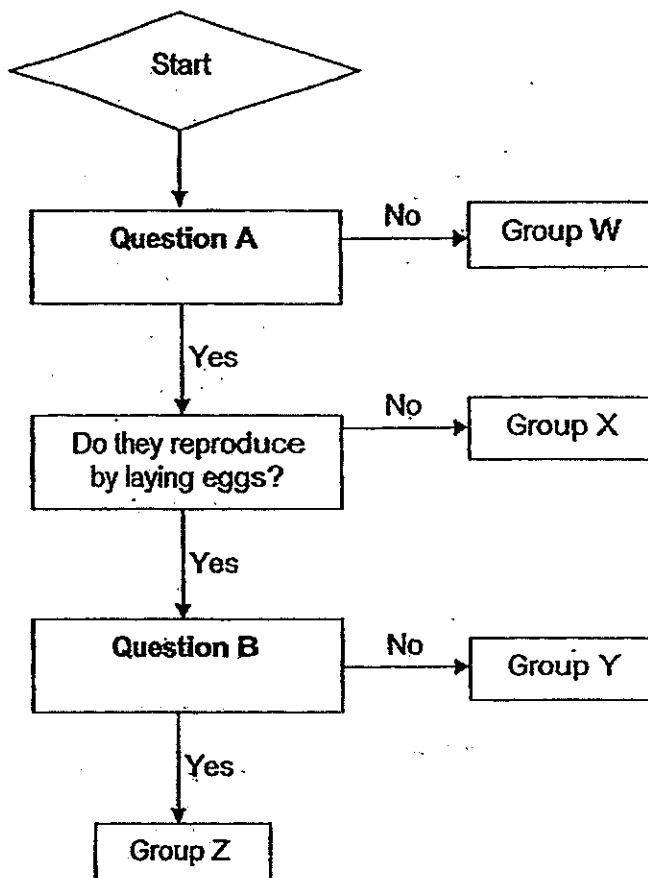 Start
Question A
No
Group W
Yes
Do they reproduce
by laying eggs?
No
Group X
Yes
Question B
No
Group Y
Yes
Group Z